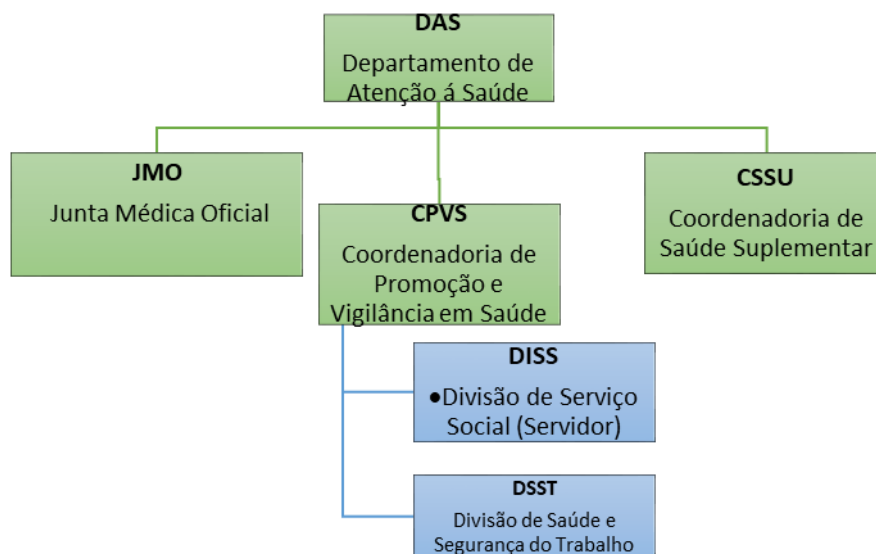 DAS
Departamento de
Atenção á Saúde
JMO
Junta Médica Oficial
CPVS
Coordenadoria de
Promoção e
Vigilância em Saúde
CSSU
Coordenadoria de
Saúde Suplementar
DISS
•Divisão de Serviço
Social (Servidor)
DSST
Divisão de Saúde e
Segurança do Trabalho